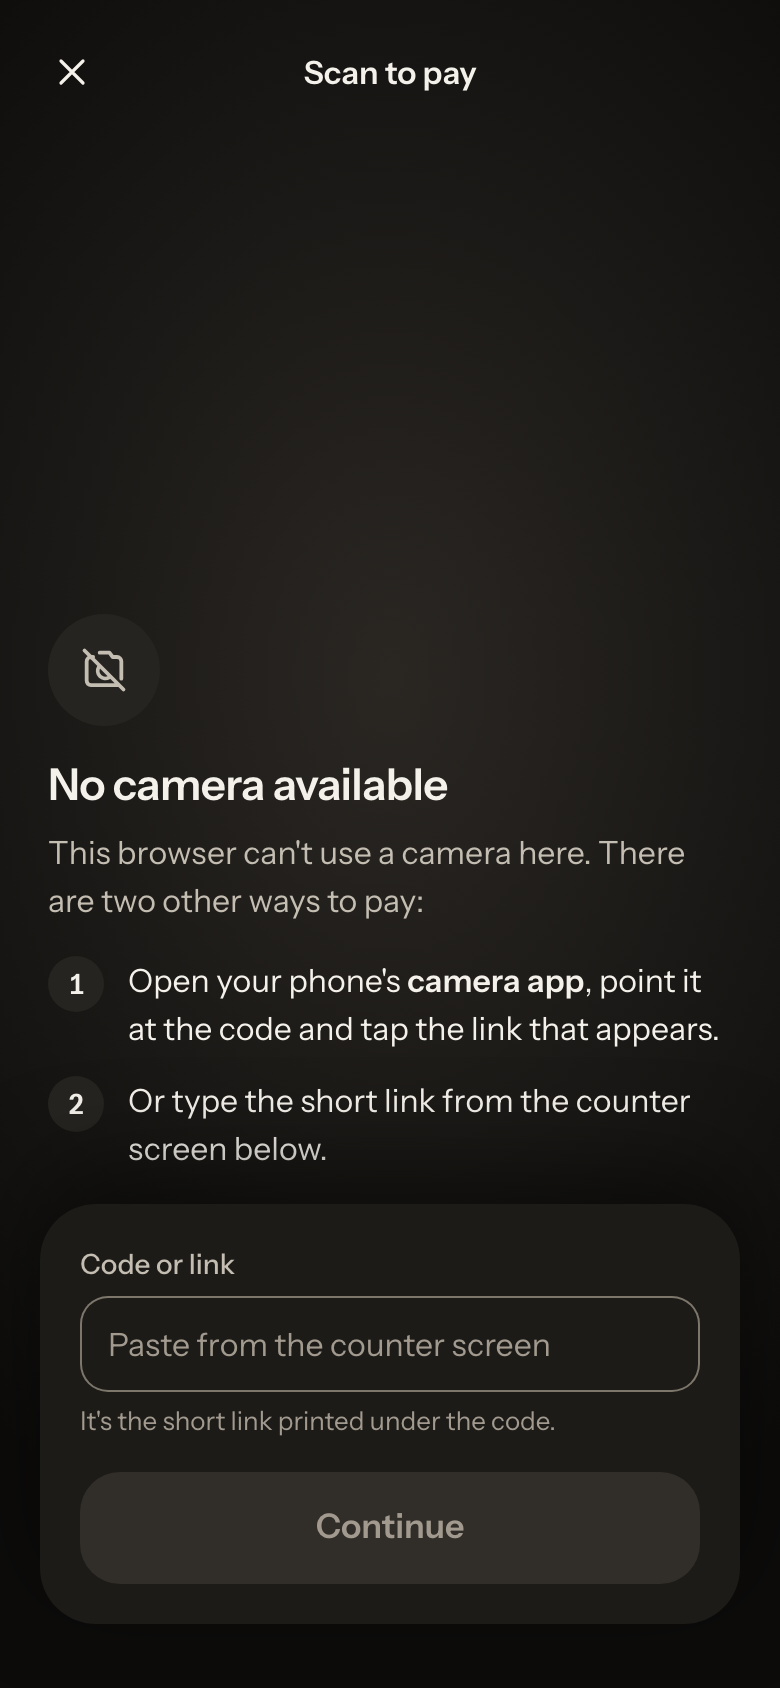 Scan to pay
No camera available
This browser can't use a camera here. There
are two other ways to pay:
1 Open your phone's camera app, point it
at the code and tap the link that appears.
2 Or type the short link from the counter
screen below.
Code or link
Paste from the counter screen
It's the short link printed under the code.
Continue